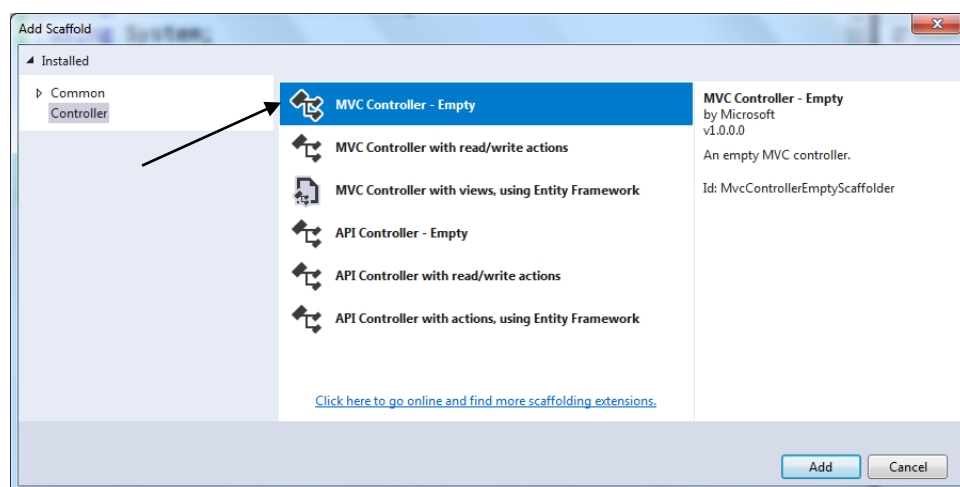 Add Scaffold
System;
Installed
Common
Controller
MVC Controller - Empty
MVC Controller with read/write actions
MVC Controller with views, using Entity Framework
API Controller - Empty
API Controller with read/write actions
API Controller with actions, using Entity Framework
Click here to go online and find more scaffolding extensions.
MVC Controller - Empty
by Microsoft
v1.0.0.0
An empty MVC controller.
Id: MvcControllerEmptyScaffolder
Add
Cancel